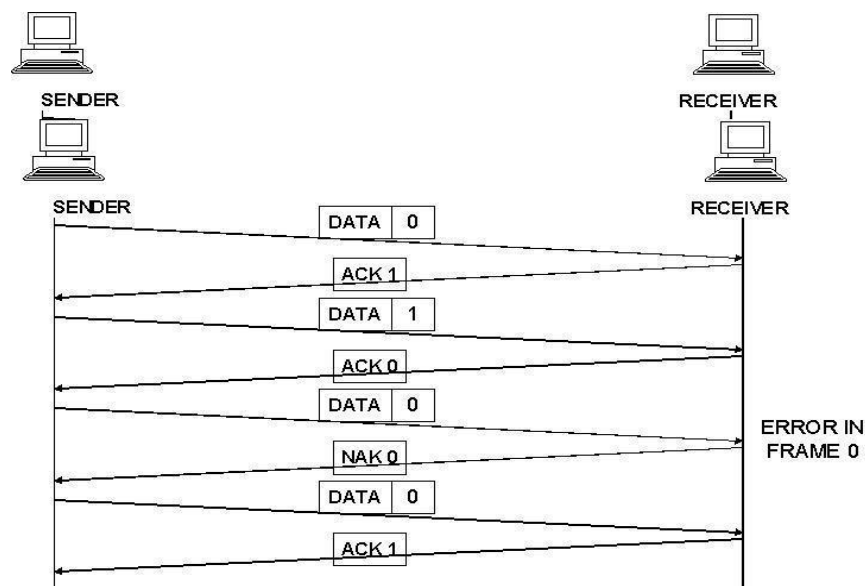 SENDER
RECEIVER
SENDER
RECEIVER
DATA 0
ACK 1
DATA 1
ACK 0
DATA 0
ERROR IN
FRAME 0
NAK 0
DATA 0
ACK 1